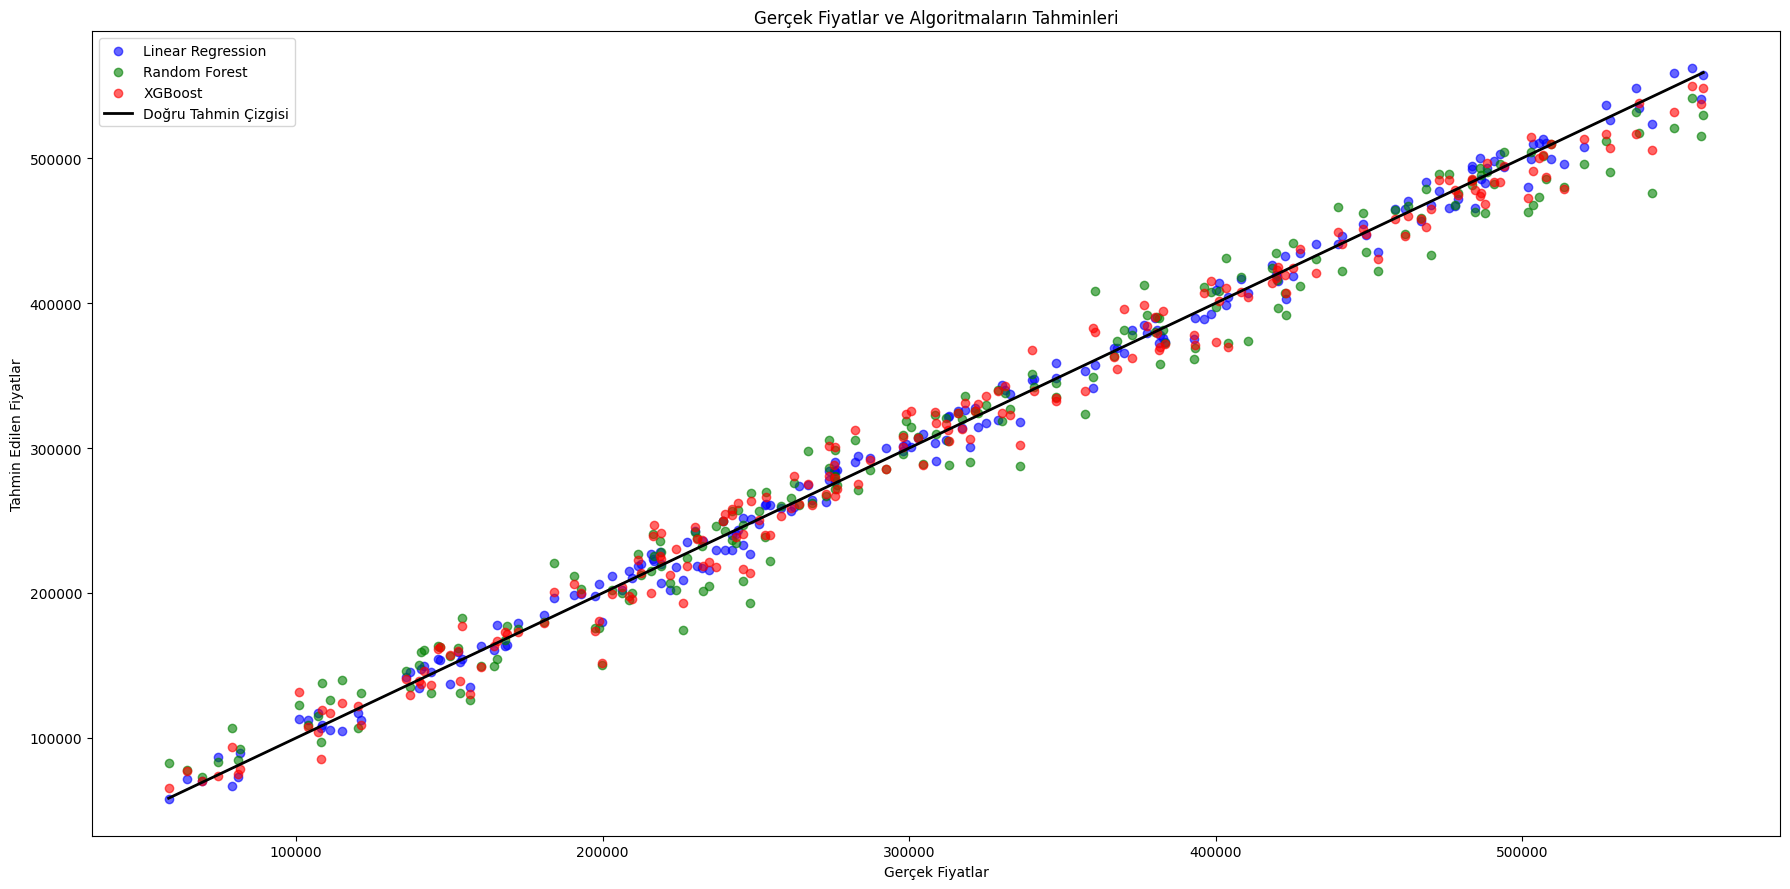 Gerçek Fiyatlar ve Algoritmaların Tahminleri
Linear Regression
Random Forest
XGBoost
Doğru Tahmin Çizgisi
Tahmin Edilen Fiyatlar
500000
400000
300000
200000
100000
100000 200000 300000 400000 500000
Gerçek Fiyatlar